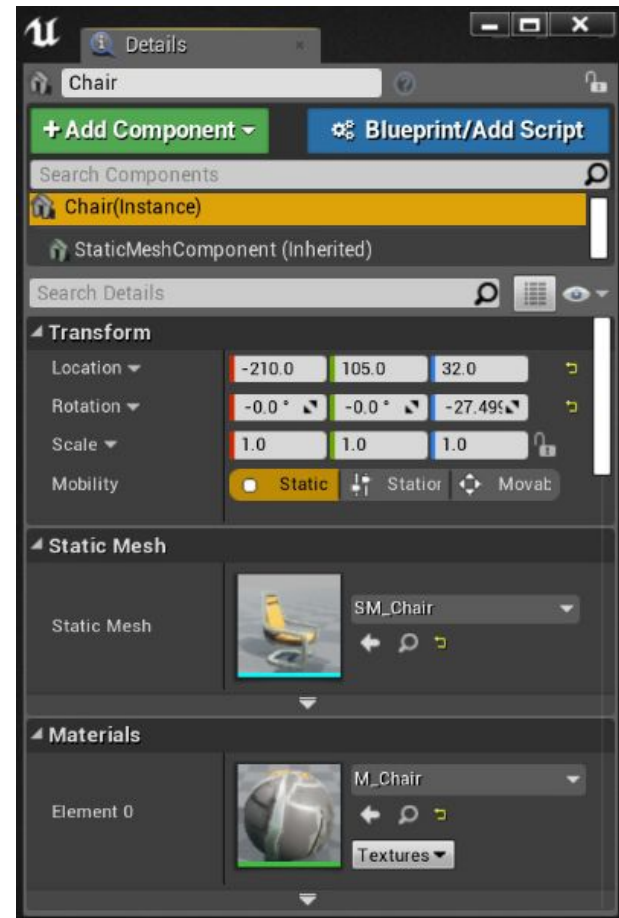 Details
Chair
+ Add Component
Blueprint/Add Script
Search Components
Chair(Instance)
StaticMeshComponent (Inherited)
Search Details
Transform
Location -210.0 105.0 32.0
Rotation -0.0 ° -0.0 ° -27.499
Scale 1.0 1.0 1.0
Mobility Static Station Movab
Static Mesh
SM_Chair
Static Mesh
Materials
M_Chair
Element 0
Textures